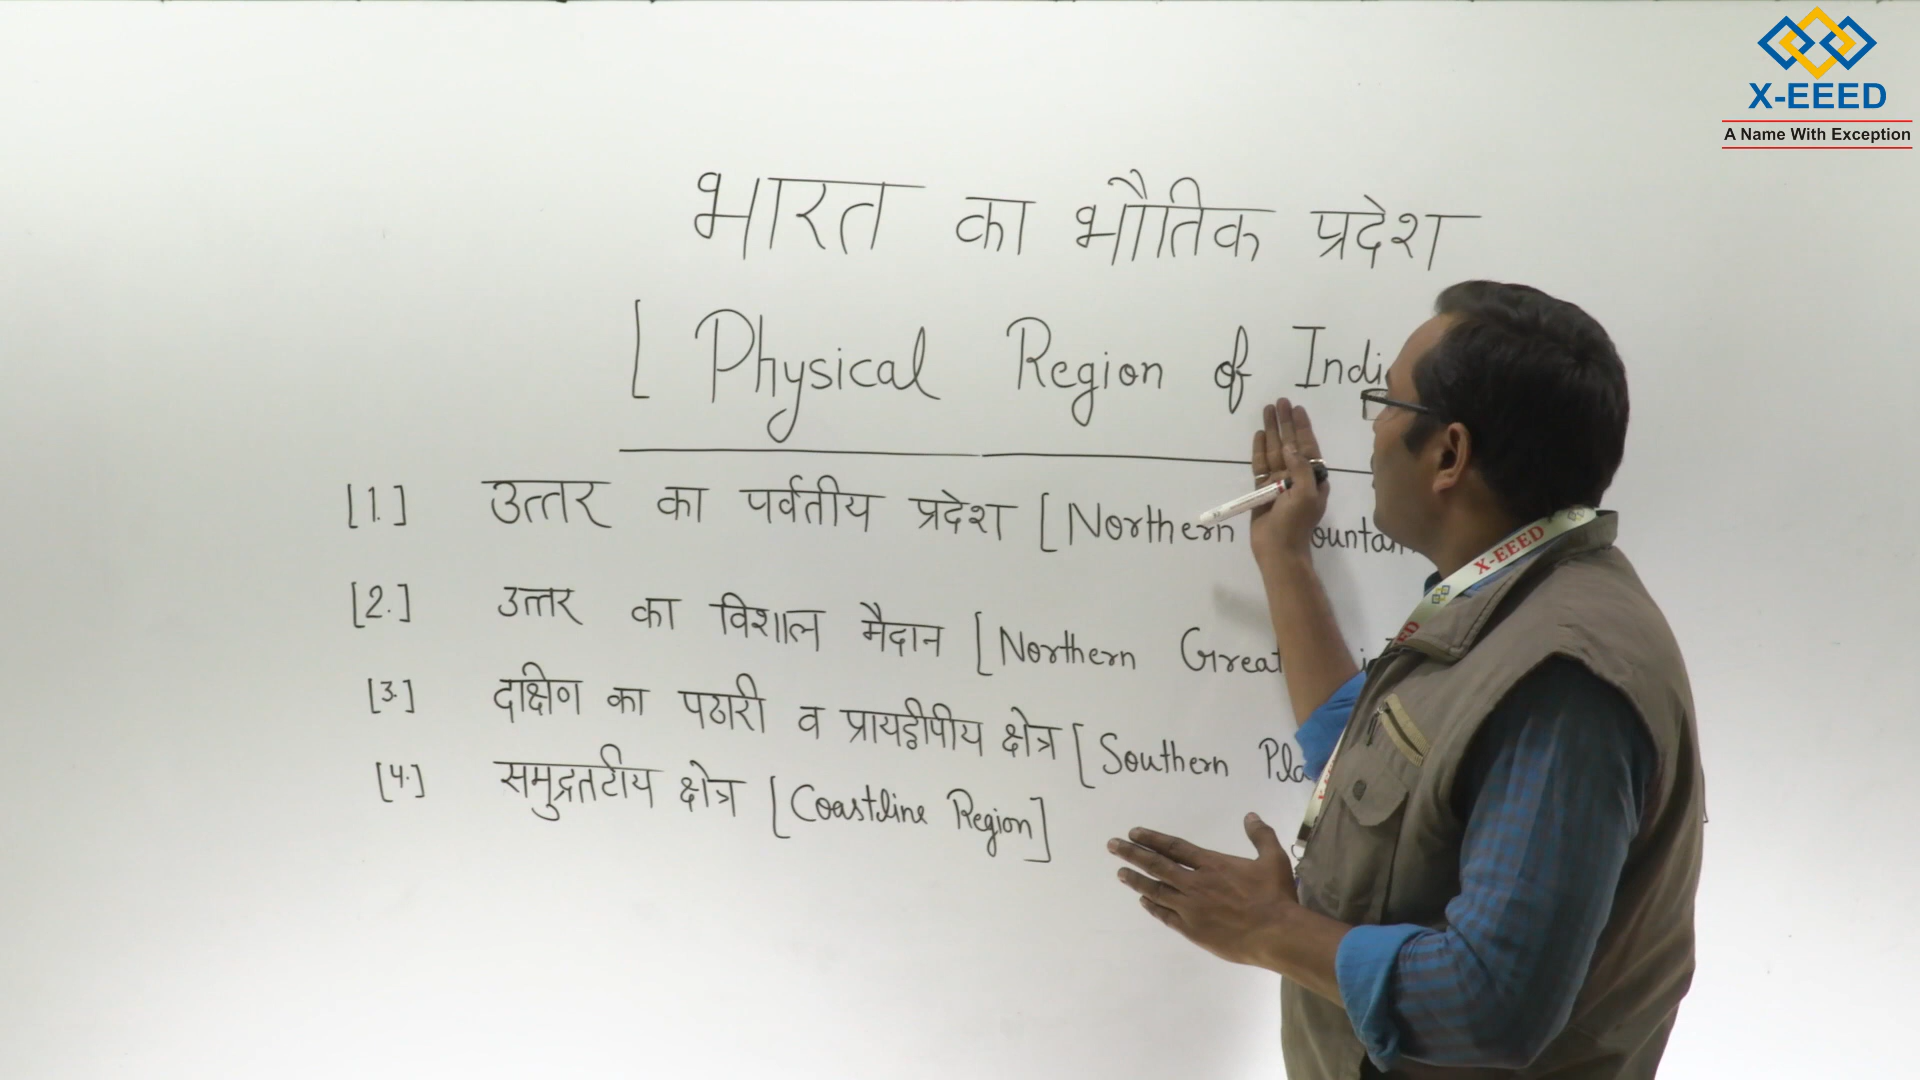 X-EEED
A Name With Exception
भारत का भौतिक प्रदेश
[ Physical Region of
[1.] उत्तर का पर्वतीय प्रदेश [Northern
[2.] उत्तर का विशाल मैदान [Northern Great
[3.] दक्षिण का पठारी व प्रायद्वीपीय क्षेत्र [Southern
[4.] समुद्रतटीय क्षेत्र [Coastline Region]
X-EEED